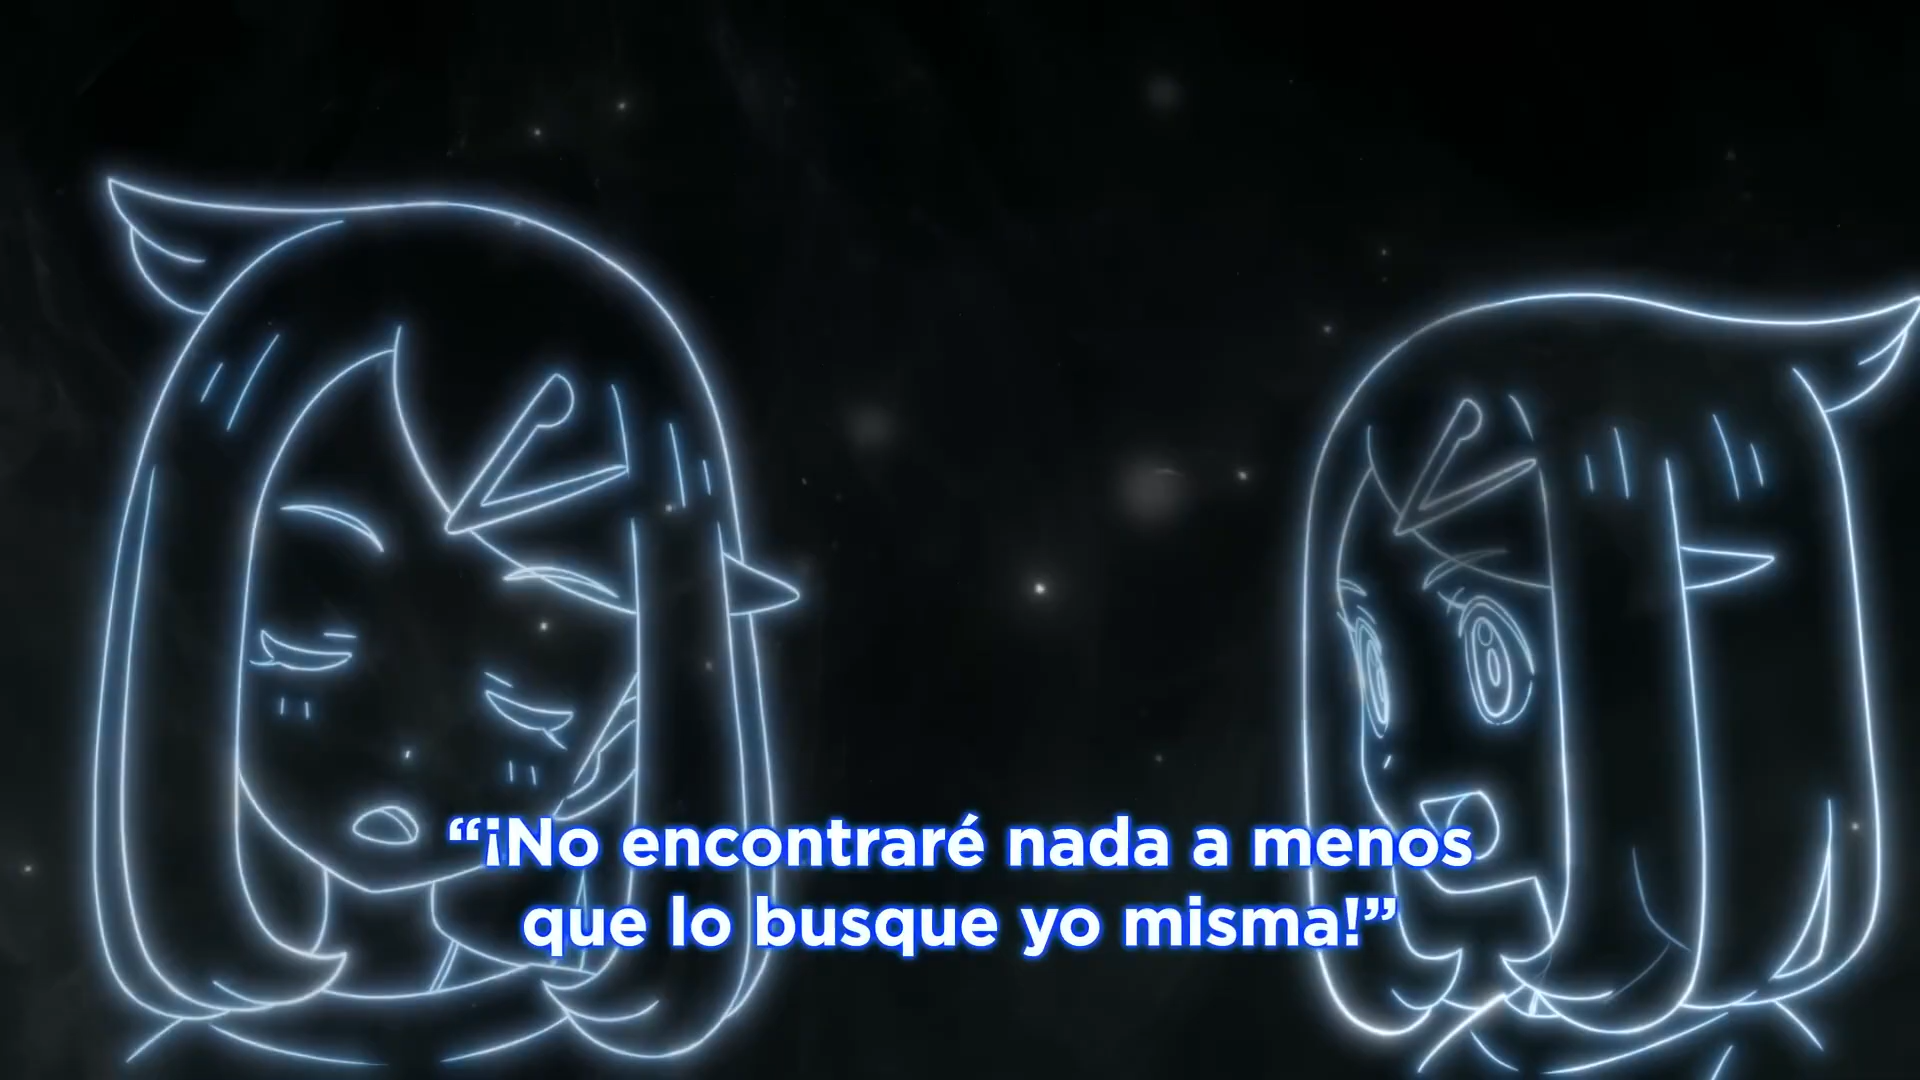 “¡No encontraré nada a menos
que lo busque yo misma!”